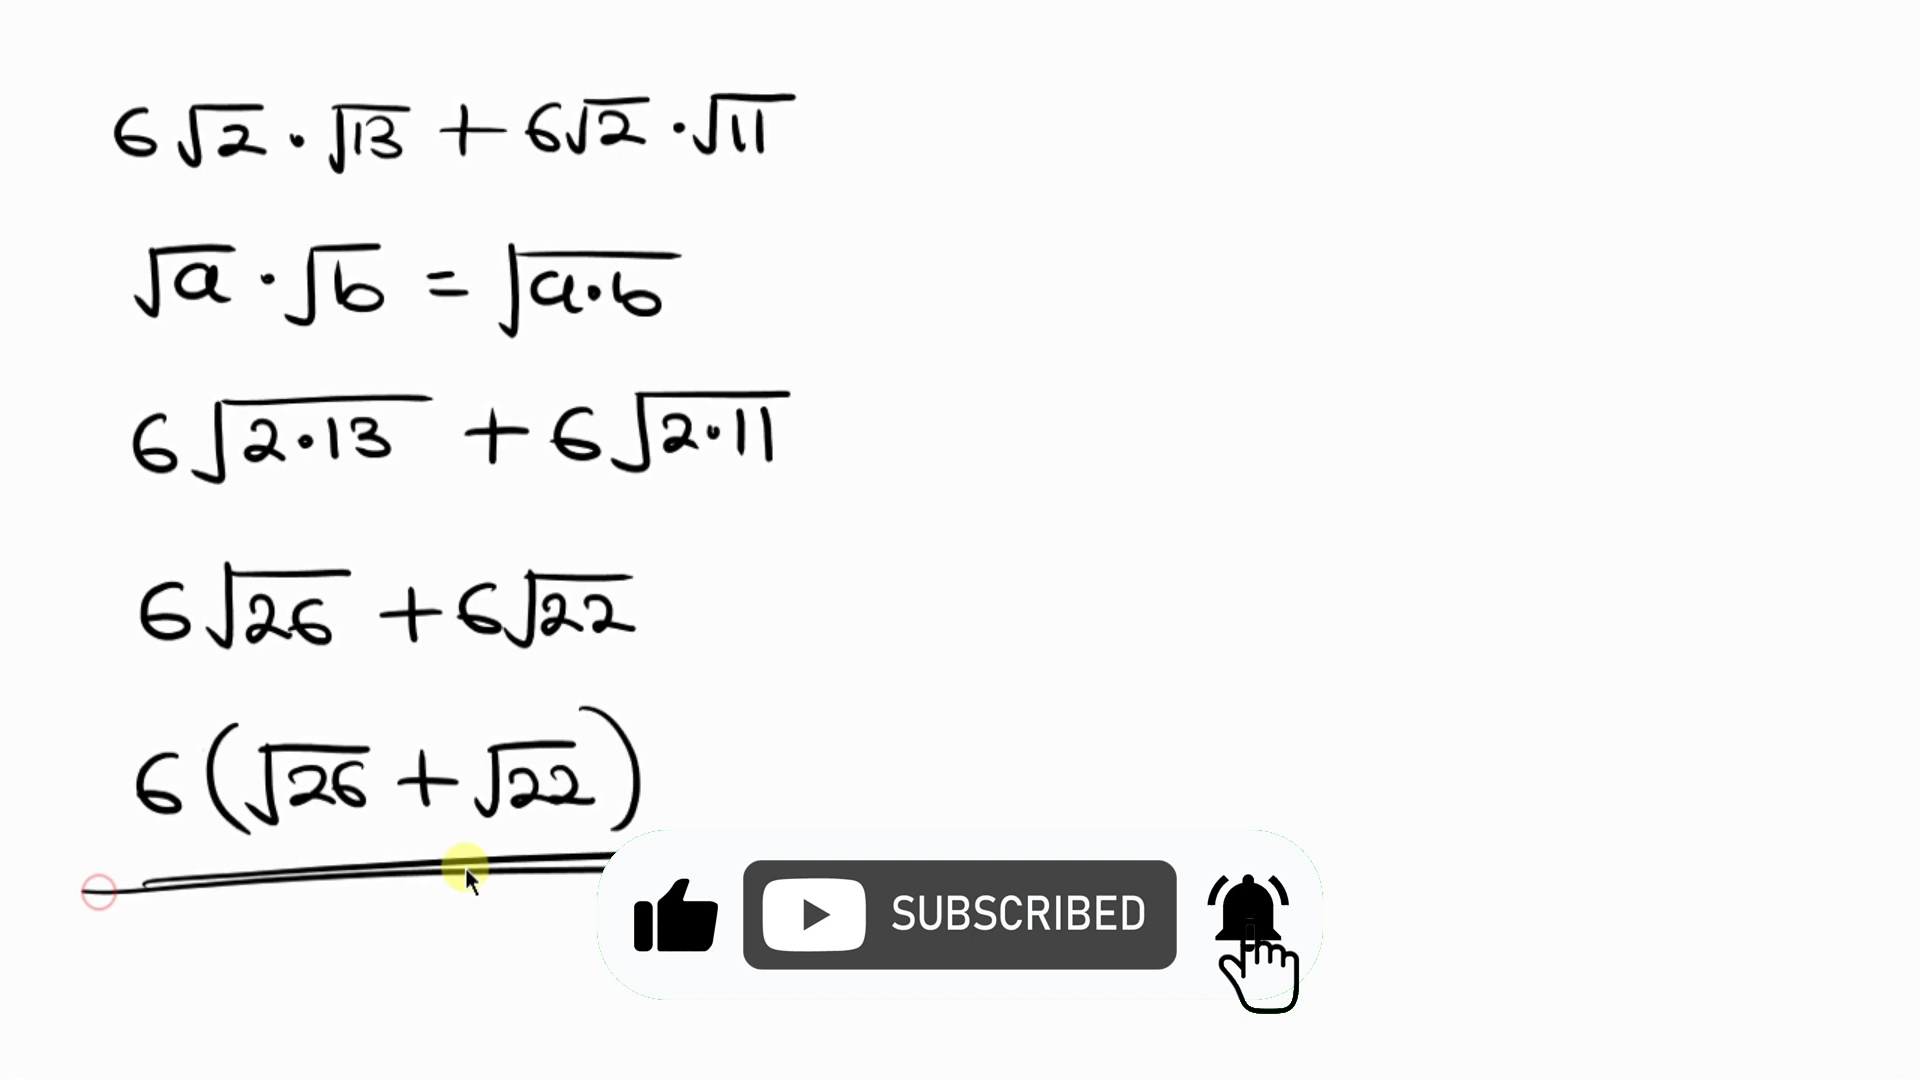 6√2 · √13 + 6√2 · √11
√a · √b = √a·b
6√2·13 + 6√2·11
6√26 + 6√22
6(√26 + √22)
SUBSCRIBED